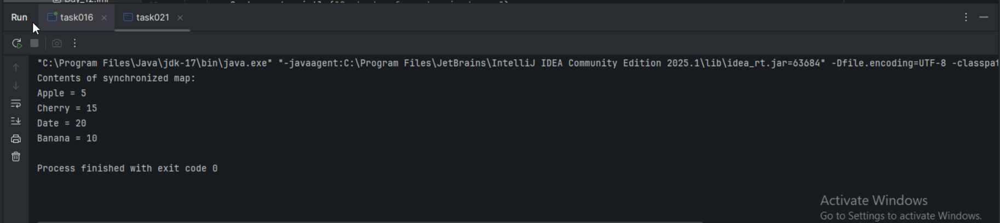 Run task016 × task021 ×
"C:\Program Files\Java\jdk-17\bin\java.exe" "-javaagent:C:\Program Files\JetBrains\IntelliJ IDEA Community Edition 2025.1\lib\idea_rt.jar=63684" -Dfile.encoding=UTF-8
Contents of synchronized map:
Apple = 5
Cherry = 15
Date = 20
Banana = 10
Process finished with exit code 0
Activate Windows
Go to Settings to activate Windows.